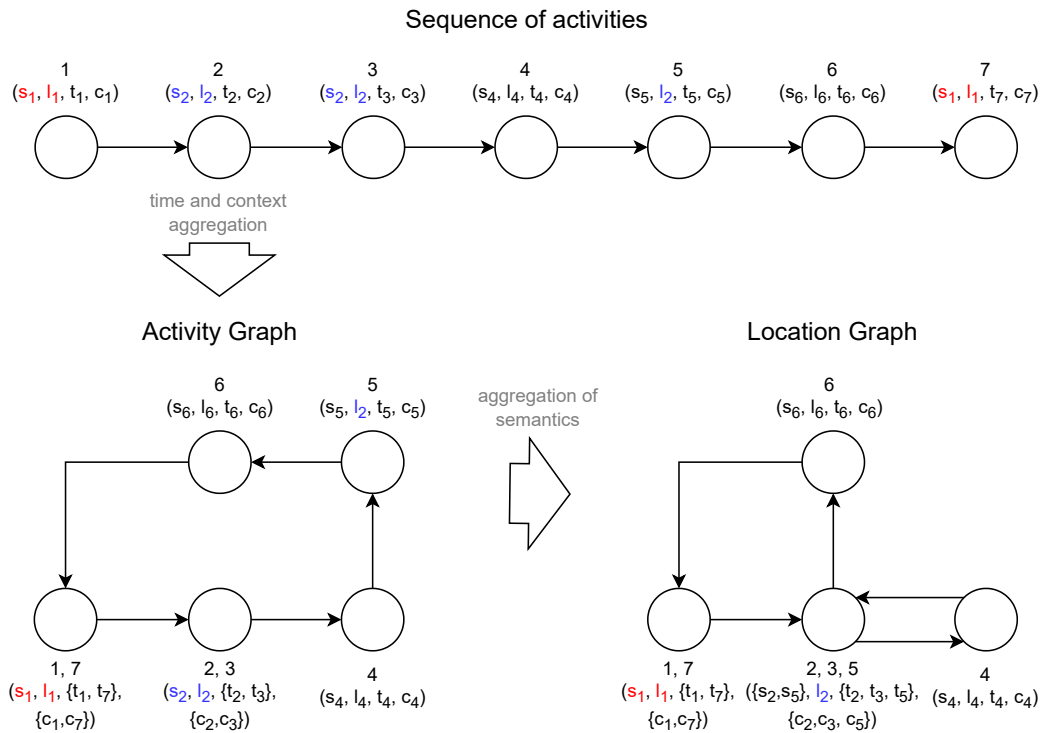 Sequence of activities
1 2 3 4 5 6 7
(s₁, l₁, t₁, c₁) (s₂, l₂, t₂, c₂) (s₂, l₂, t₃, c₃) (s₄, l₄, t₄, c₄) (s₅, l₂, t₅, c₅) (s₆, l₆, t₆, c₆) (s₁, l₁, t₇, c₇)
time and context
aggregation
Activity Graph
6 5
(s₆, l₆, t₆, c₆) (s₅, l₂, t₅, c₅)
1, 7 2, 3 4
(s₁, l₁, {t₁, t₇}, (s₂, l₂, {t₂, t₃}, (s₄, l₄, t₄, c₄)
{c₁,c₇}) {c₂,c₃})
aggregation of
semantics
Location Graph
6
(s₆, l₆, t₆, c₆)
1, 7 2, 3, 5 4
(s₁, l₁, {t₁, t₇}, ({s₂,s₅}, l₂, {t₂, t₃, t₅}, (s₄, l₄, t₄, c₄)
{c₁,c₇}) {c₂,c₃, c₅})